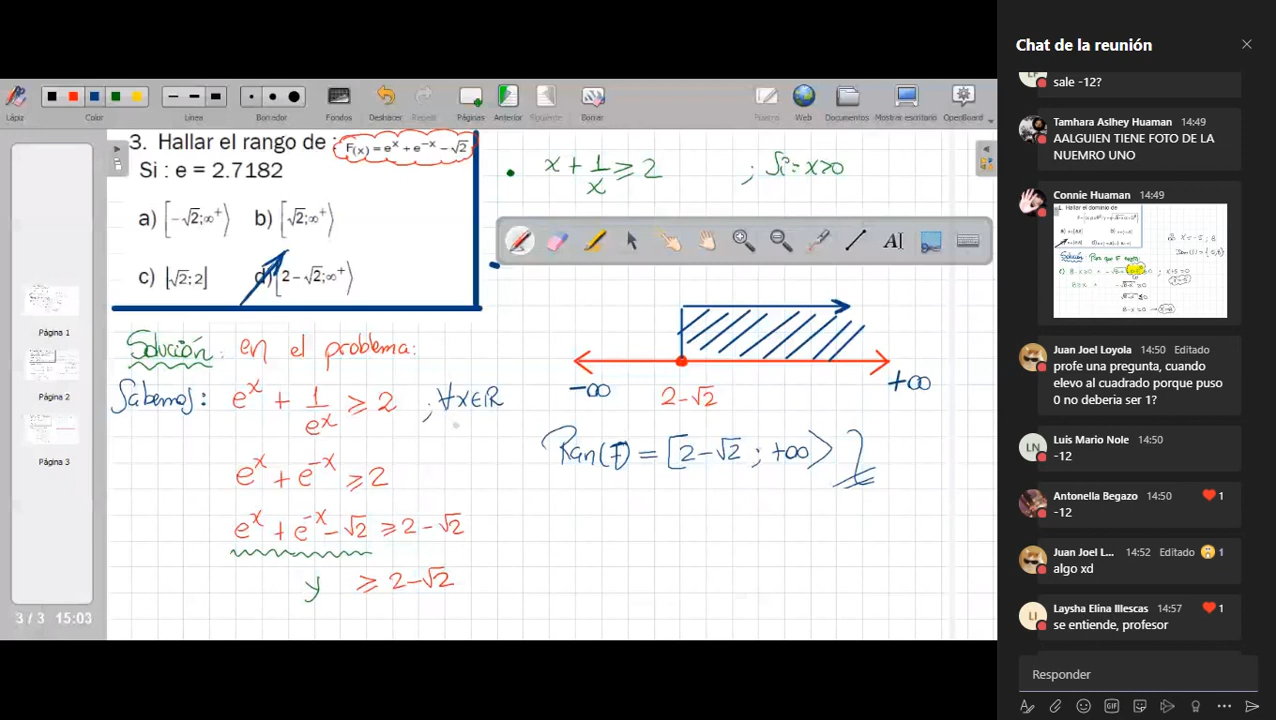 Lápiz
Color
Línea
Borrador
Deshacer
Repetir
Páginas
Anterior
Siguiente
Borrar
Pizarra
Web
Documentos
Mostrar escritorio
OpenBoard
3. Hallar el rango de : F(x) = e^x + e^-x − √2
Si : e = 2.7182
a) [−√2;∞⁺⟩ b) [√2;∞⁺⟩
c) [√2;2] d) [2−√2;∞⁺⟩
Página 1
Página 2
Página 3
3 / 3 15:03
x + 1/x ≥ 2 ; Si: x>0
Solución: en el problema:
Sabemos: e^x + 1/e^x ≥ 2 ; ∀x∈R
e^x + e^-x ≥ 2
e^x + e^-x − √2 ≥ 2 − √2
y ≥ 2 − √2
−∞ 2−√2 +∞
Ran(F) = [2−√2 ; +∞⟩
Chat de la reunión
sale -12?
Tamhara Aslhey Huaman 14:49
AALGUIEN TIENE FOTO DE LA
NUEMRO UNO
Connie Huaman 14:49
Juan Joel Loyola 14:50 Editado
profe una pregunta, cuando
elevo al cuadrado porque puso
0 no deberia ser 1?
LN
Luis Mario Nole 14:50
-12
Antonella Begazo 14:50 1
-12
Juan Joel L... 14:52 Editado 1
algo xd
LI
Laysha Elina Illescas 14:57 1
se entiende, profesor
Responder